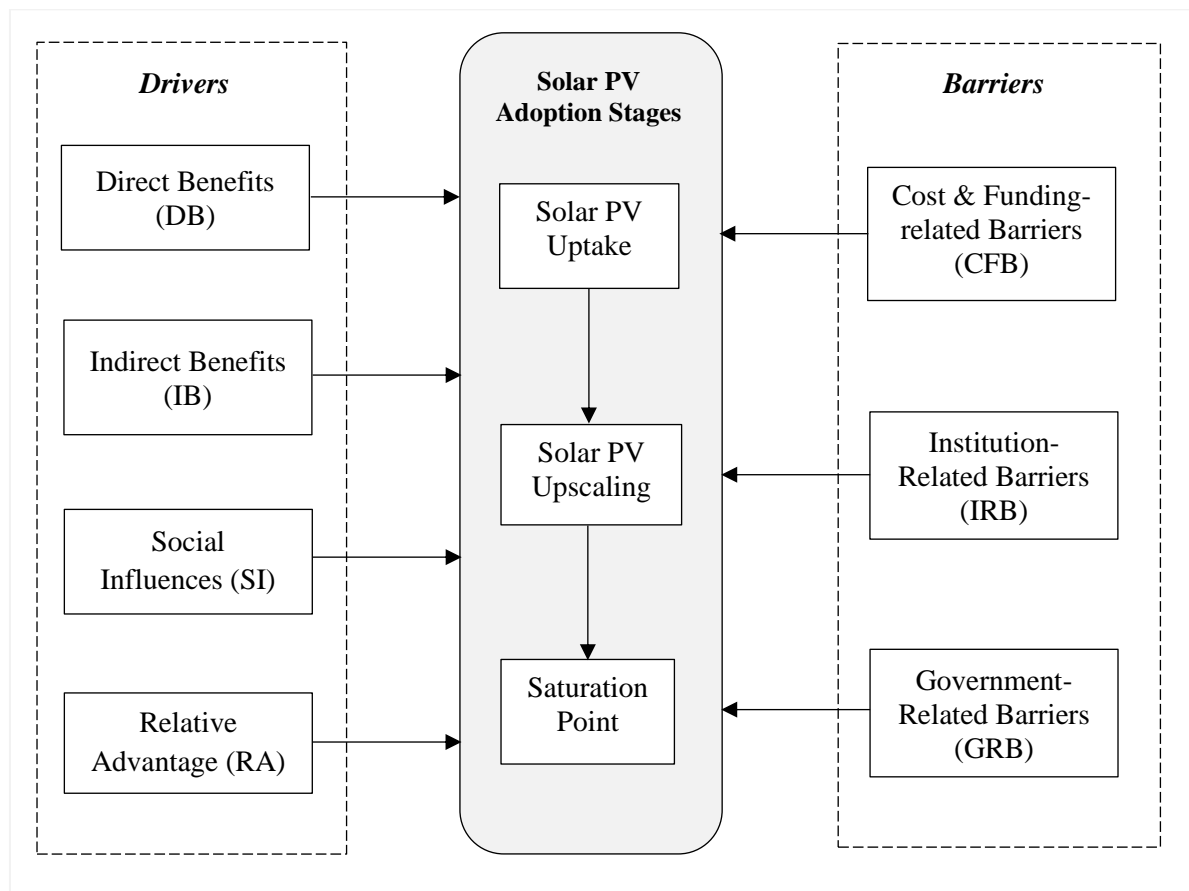 Drivers
Direct Benefits
(DB)
Indirect Benefits
(IB)
Social
Influences (SI)
Relative
Advantage (RA)
Solar PV
Adoption Stages
Solar PV
Uptake
Solar PV
Upscaling
Saturation
Point
Barriers
Cost & Funding-
related Barriers
(CFB)
Institution-
Related Barriers
(IRB)
Government-
Related Barriers
(GRB)